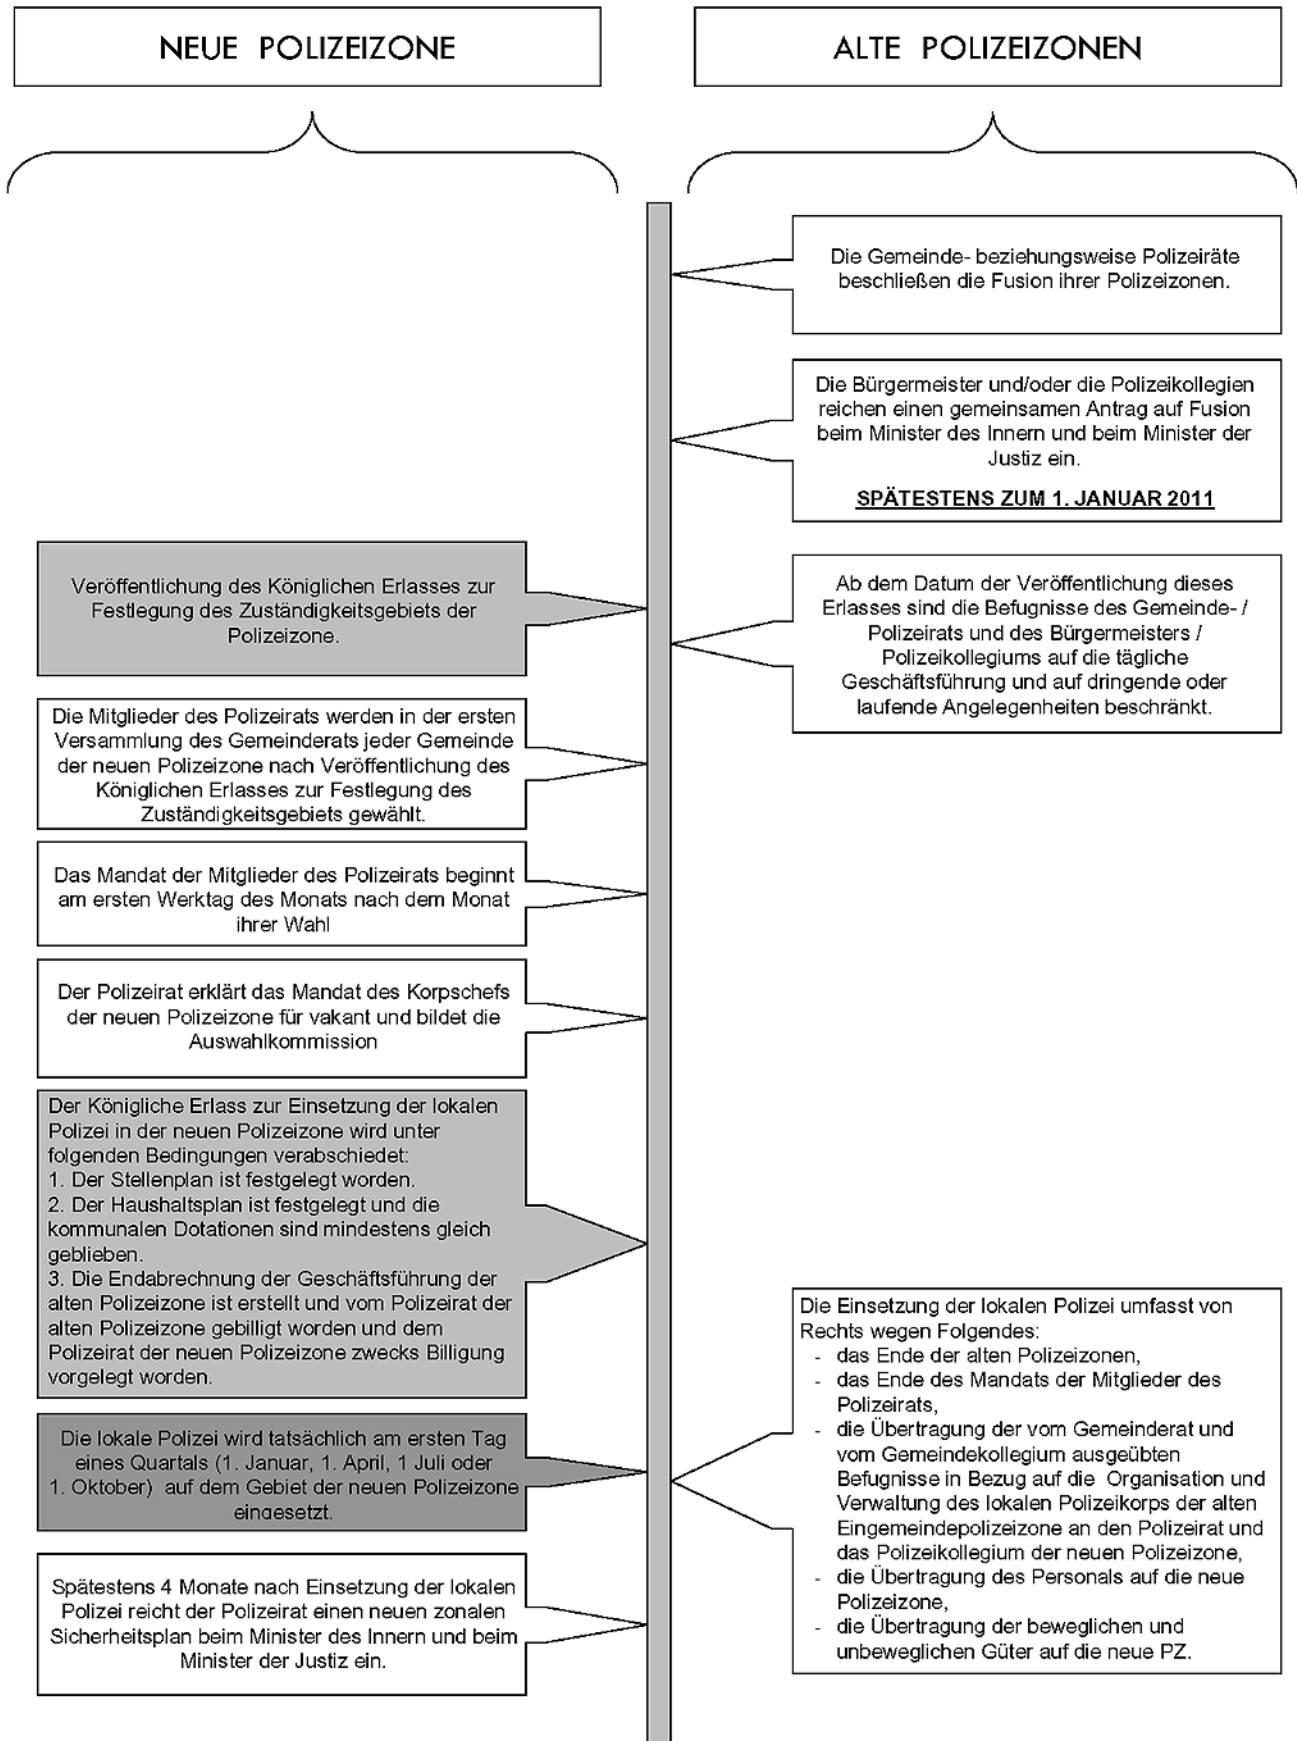 NEUE POLIZEIZONE
ALTE POLIZEIZONEN
Die Gemeinde- beziehungsweise Polizeiräte
beschließen die Fusion ihrer Polizeizonen.
Die Bürgermeister und/oder die Polizeikollegien
reichen einen gemeinsamen Antrag auf Fusion
beim Minister des Innern und beim Minister der
Justiz ein.
SPÄTESTENS ZUM 1. JANUAR 2011
Veröffentlichung des Königlichen Erlasses zur
Festlegung des Zuständigkeitsgebiets der
Polizeizone.
Ab dem Datum der Veröffentlichung dieses
Erlasses sind die Befugnisse des Gemeinde- /
Polizeirats und des Bürgermeisters /
Polizeikollegiums auf die tägliche
Geschäftsführung und auf dringende oder
laufende Angelegenheiten beschränkt.
Die Mitglieder des Polizeirats werden in der ersten
Versammlung des Gemeinderats jeder Gemeinde
der neuen Polizeizone nach Veröffentlichung des
Königlichen Erlasses zur Festlegung des
Zuständigkeitsgebiets gewählt.
Das Mandat der Mitglieder des Polizeirats beginnt
am ersten Werktag des Monats nach dem Monat
ihrer Wahl
Der Polizeirat erklärt das Mandat des Korpschefs
der neuen Polizeizone für vakant und bildet die
Auswahlkommission
Der Königliche Erlass zur Einsetzung der lokalen
Polizei in der neuen Polizeizone wird unter
folgenden Bedingungen verabschiedet:
1. Der Stellenplan ist festgelegt worden.
2. Der Haushaltsplan ist festgelegt und die
kommunalen Dotationen sind mindestens gleich
geblieben.
3. Die Endabrechnung der Geschäftsführung der
alten Polizeizone ist erstellt und vom Polizeirat der
alten Polizeizone gebilligt worden und dem
Polizeirat der neuen Polizeizone zwecks Billigung
vorgelegt worden.
Die lokale Polizei wird tatsächlich am ersten Tag
eines Quartals (1. Januar, 1. April, 1 Juli oder
1. Oktober) auf dem Gebiet der neuen Polizeizone
eingesetzt.
Die Einsetzung der lokalen Polizei umfasst von
Rechts wegen Folgendes:
- das Ende der alten Polizeizonen,
- das Ende des Mandats der Mitglieder des
Polizeirats,
- die Übertragung der vom Gemeinderat und
vom Gemeindekollegium ausgeübten
Befugnisse in Bezug auf die Organisation und
Verwaltung des lokalen Polizeikorps der alten
Eingemeindepolizeizone an den Polizeirat und
das Polizeikollegium der neuen Polizeizone,
- die Übertragung des Personals auf die neue
Polizeizone,
- die Übertragung der beweglichen und
unbeweglichen Güter auf die neue PZ.
Spätestens 4 Monate nach Einsetzung der lokalen
Polizei reicht der Polizeirat einen neuen zonalen
Sicherheitsplan beim Minister des Innern und beim
Minister der Justiz ein.